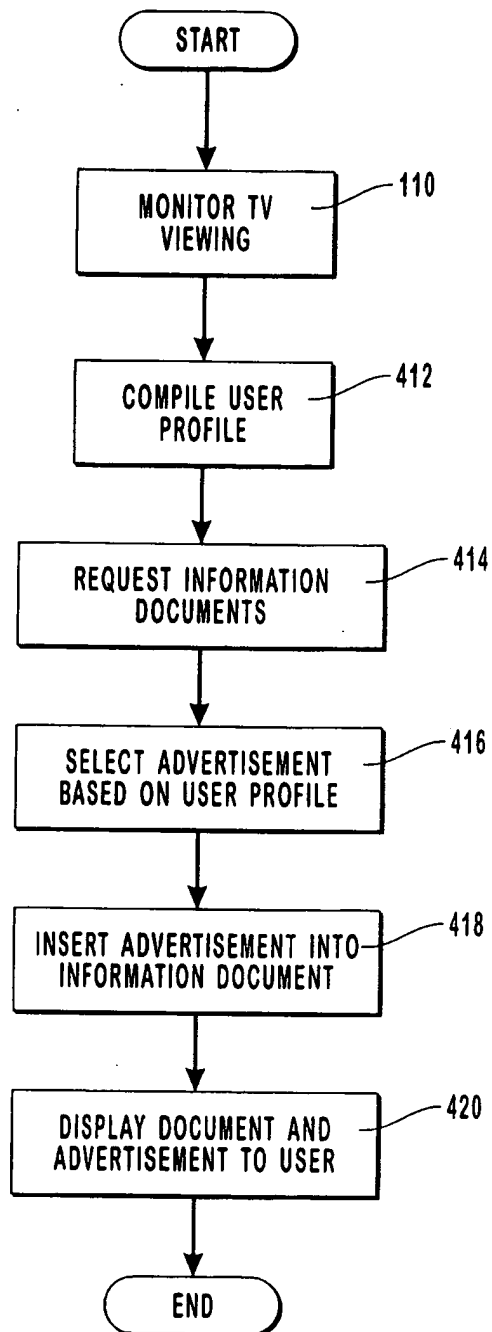 START
MONITOR TV
VIEWING
110
COMPILE USER
PROFILE
412
REQUEST INFORMATION
DOCUMENTS
414
SELECT ADVERTISEMENT
BASED ON USER PROFILE
416
INSERT ADVERTISEMENT INTO
INFORMATION DOCUMENT
418
DISPLAY DOCUMENT AND
ADVERTISEMENT TO USER
420
END